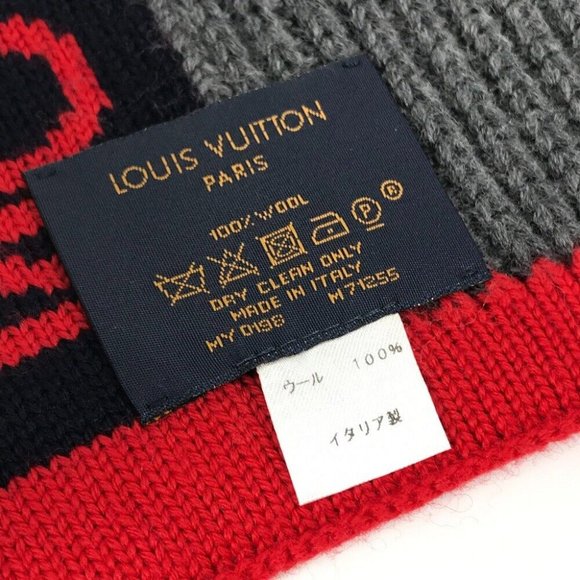 LOUIS VUITTON
PARIS
100% WOOL
P ®
DRY CLEAN ONLY
MADE IN ITALY
MY 0198 M71255
ウール 100%
イタリア製